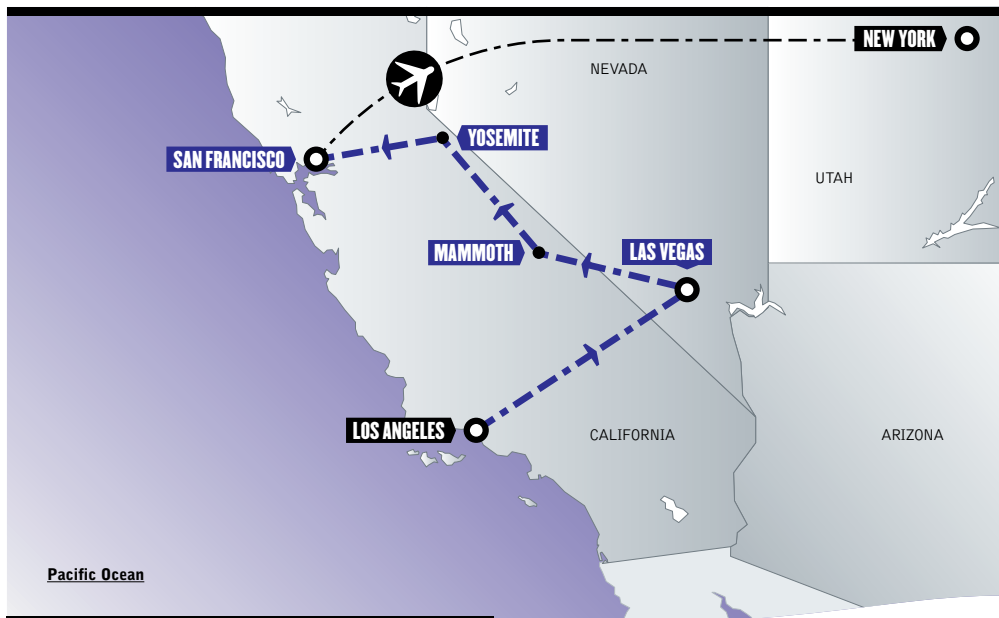 NEW YORK
NEVADA
YOSEMITE
SAN FRANCISCO
UTAH
MAMMOTH
LAS VEGAS
LOS ANGELES
CALIFORNIA
ARIZONA
Pacific Ocean